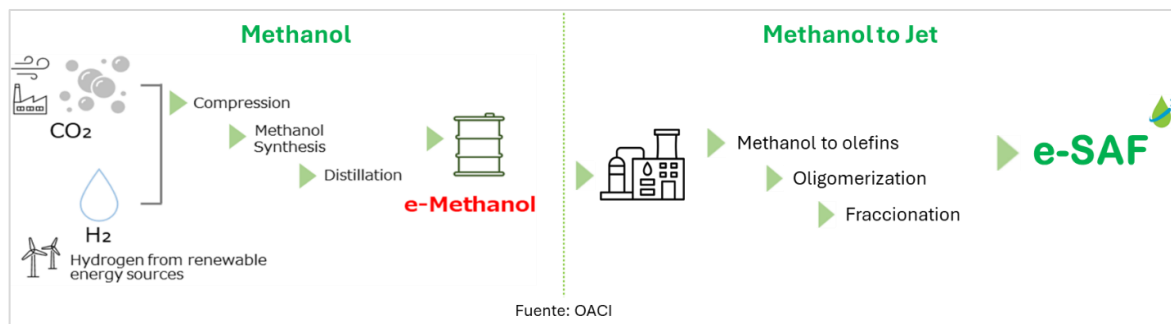 Methanol
CO₂
H₂
Hydrogen from renewable
energy sources
Compression
Methanol
Synthesis
Distillation
e-Methanol
Methanol to Jet
Methanol to olefins
Oligomerization
Fraccionation
e-SAF
Fuente: OACI